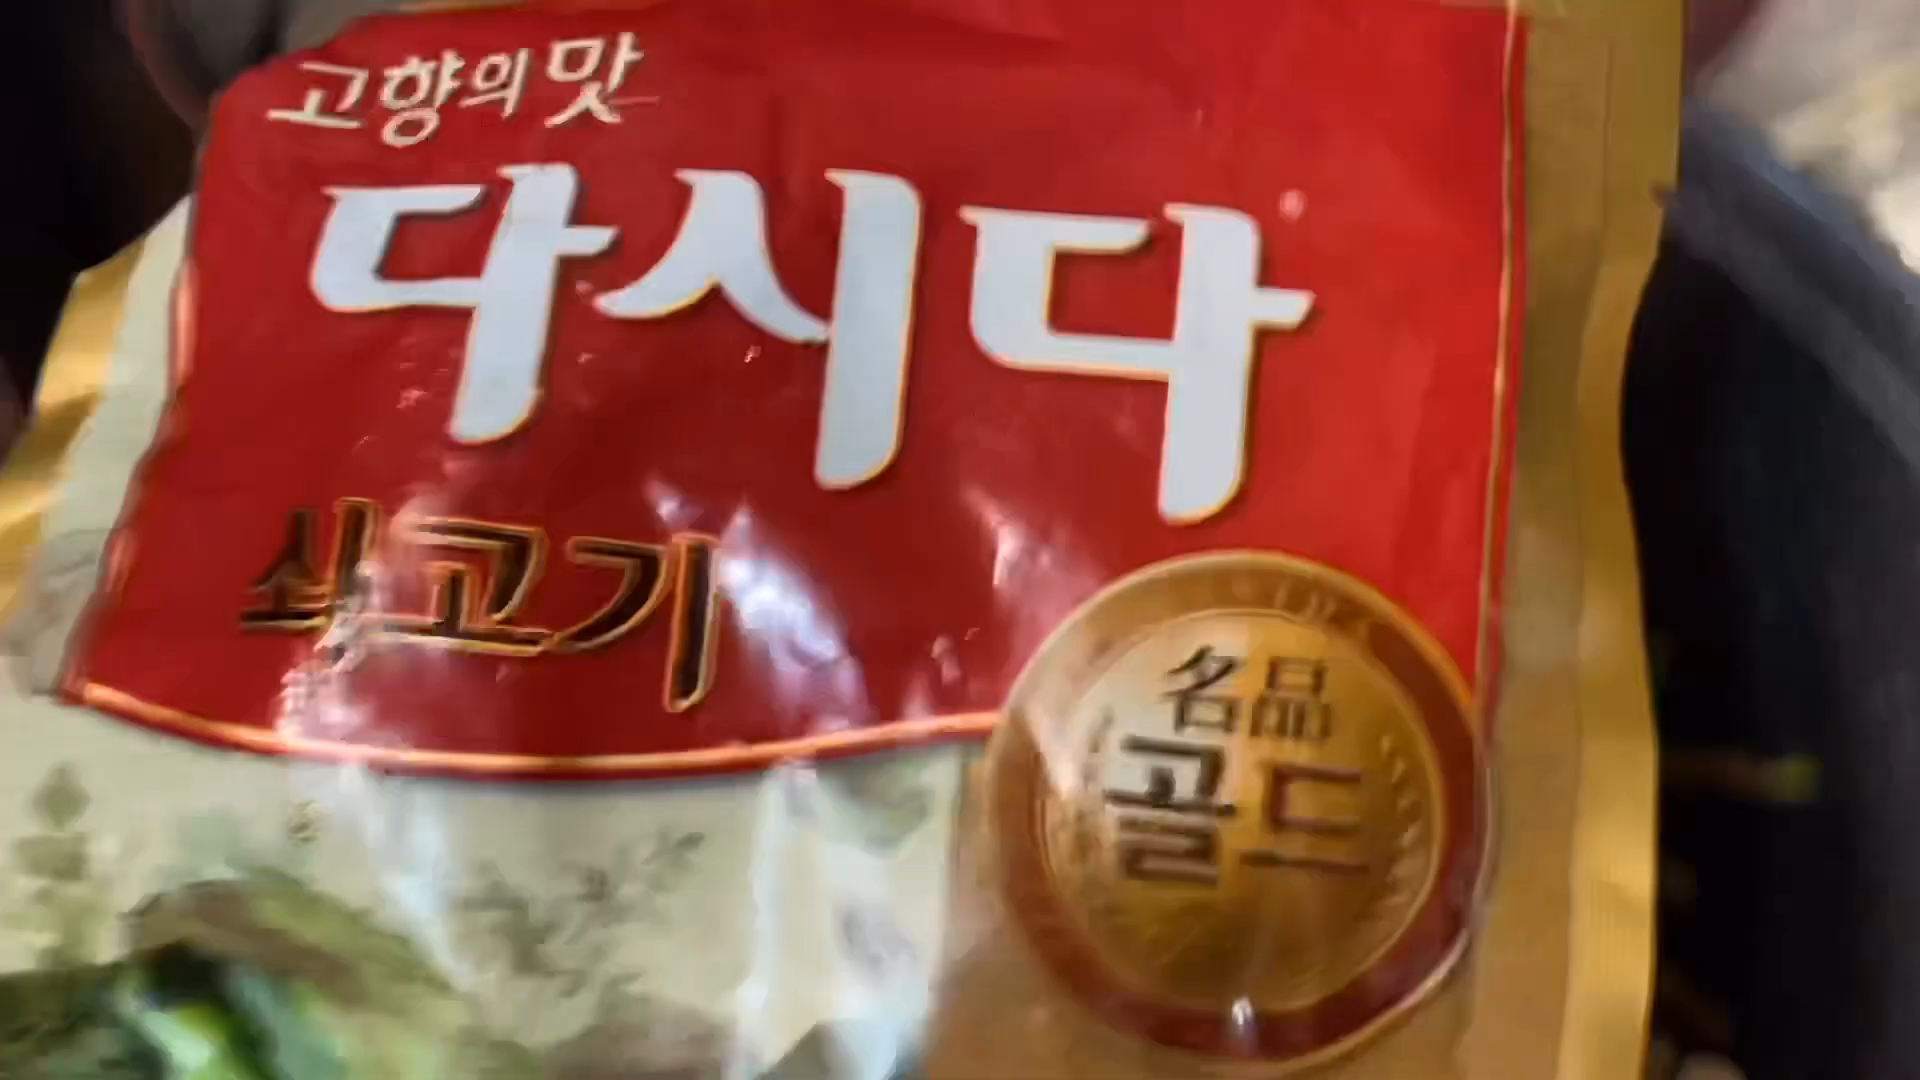 고향의 맛
다시다
쇠고기
名品
골드